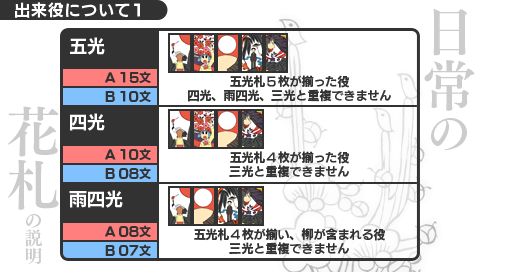 出来役について1
五光
A 15文
B 10文
五光札5枚が揃った役
四光、雨四光、三光と重複できません
四光
A 10文
B 08文
五光札4枚が揃った役
三光と重複できません
雨四光
A 08文
B 07文
五光札4枚が揃い、柳が含まれる役
三光と重複できません
日常の
花札の説明